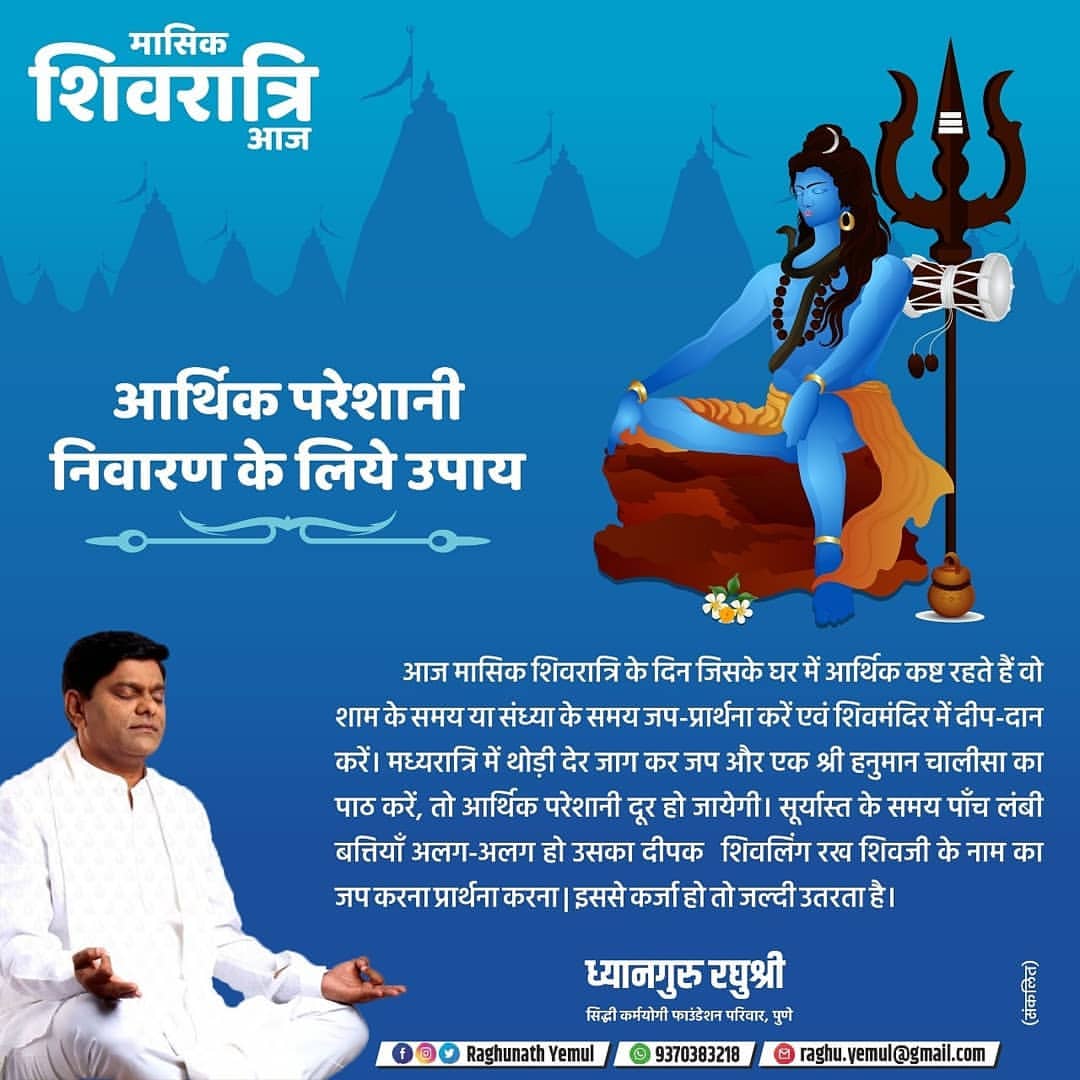 मासिक
शिवरात्रि
आज
आर्थिक परेशानी
निवारण के लिये उपाय
आज मासिक शिवरात्रि के दिन जिसके घर में आर्थिक कष्ट रहते हैं वो
शाम के समय या संध्या के समय जप-प्रार्थना करें एवं शिवमंदिर में दीप-दान
करें। मध्यरात्रि में थोड़ी देर जाग कर जप और एक श्री हनुमान चालीसा का
पाठ करें, तो आर्थिक परेशानी दूर हो जायेगी। सूर्यास्त के समय पाँच लंबी
बत्तियाँ अलग-अलग हो उसका दीपक शिवलिंग रख शिवजी के नाम का
जप करना प्रार्थना करना | इससे कर्जा हो तो जल्दी उतरता है।
ध्यानगुरु रघुश्री
सिद्धी कर्मयोगी फाउंडेशन परिवार, पुणे
(संकलित)
Raghunath Yemul
9370383218
raghu.yemul@gmail.com